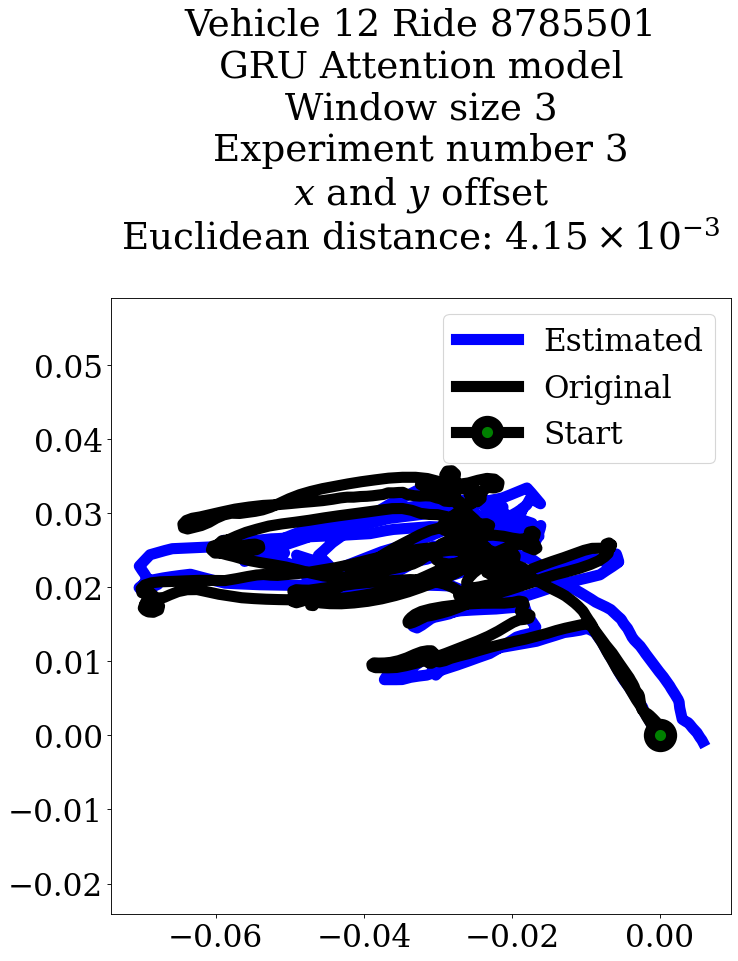 Vehicle 12 Ride 8785501
GRU Attention model
Window size 3
Experiment number 3
x and y offset
Euclidean distance: 4.15 × 10⁻³
Estimated
Original
Start
0.05
0.04
0.03
0.02
0.01
0.00
−0.01
−0.02
−0.06 −0.04 −0.02 0.00